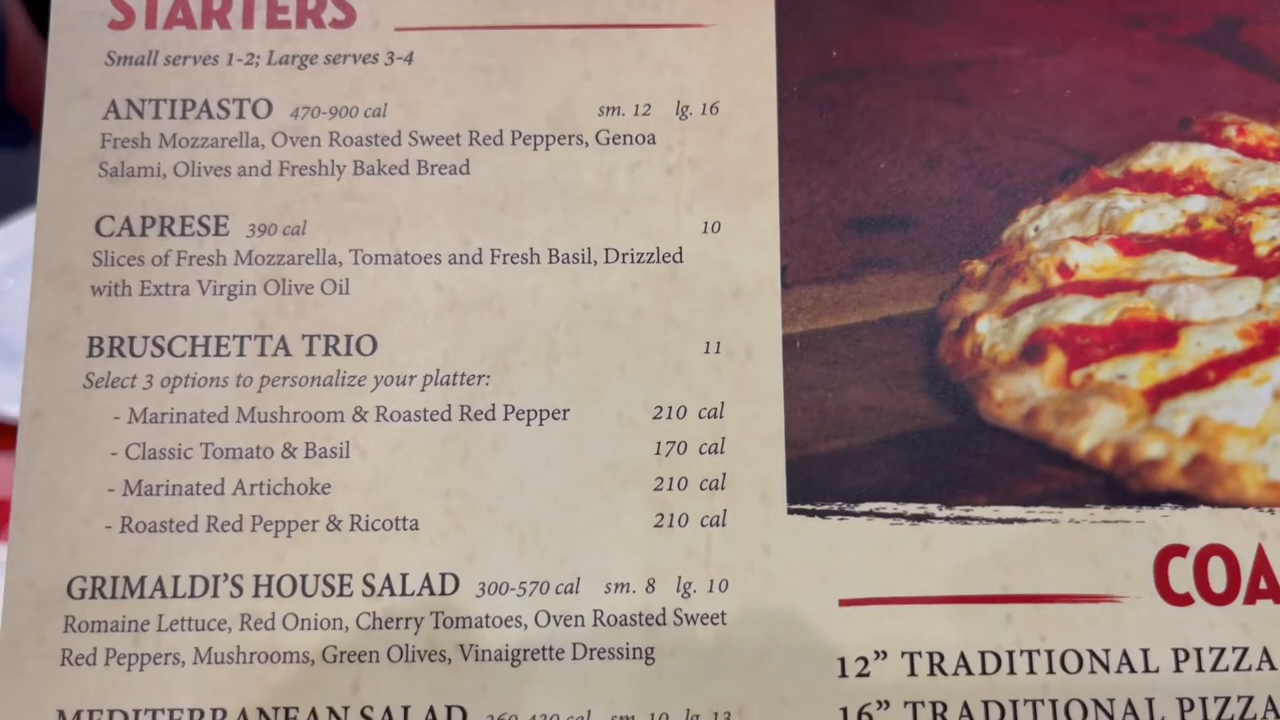 STARTERS
Small serves 1-2; Large serves 3-4
ANTIPASTO 470-900 cal sm. 12 lg. 16
Fresh Mozzarella, Oven Roasted Sweet Red Peppers, Genoa
Salami, Olives and Freshly Baked Bread
CAPRESE 390 cal 10
Slices of Fresh Mozzarella, Tomatoes and Fresh Basil, Drizzled
with Extra Virgin Olive Oil
BRUSCHETTA TRIO 11
Select 3 options to personalize your platter:
- Marinated Mushroom & Roasted Red Pepper 210 cal
- Classic Tomato & Basil 170 cal
- Marinated Artichoke 210 cal
- Roasted Red Pepper & Ricotta 210 cal
GRIMALDI'S HOUSE SALAD 300-570 cal sm. 8 lg. 10
Romaine Lettuce, Red Onion, Cherry Tomatoes, Oven Roasted Sweet
Red Peppers, Mushrooms, Green Olives, Vinaigrette Dressing
MEDITERRANEAN SALAD sm. 10 lg. 13
COA
12” TRADITIONAL PIZZA
16” TRADITIONAL PIZZA